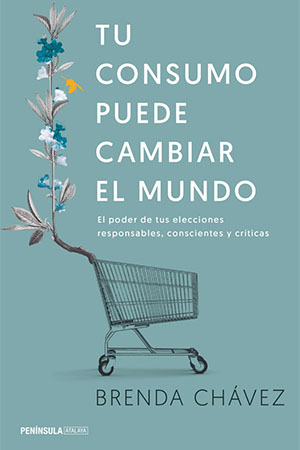 TU
CONSUMO
PUEDE
CAMBIAR
EL MUNDO
El poder de tus elecciones
responsables, conscientes y críticas
BRENDA CHÁVEZ
PENÍNSULA ATALAYA